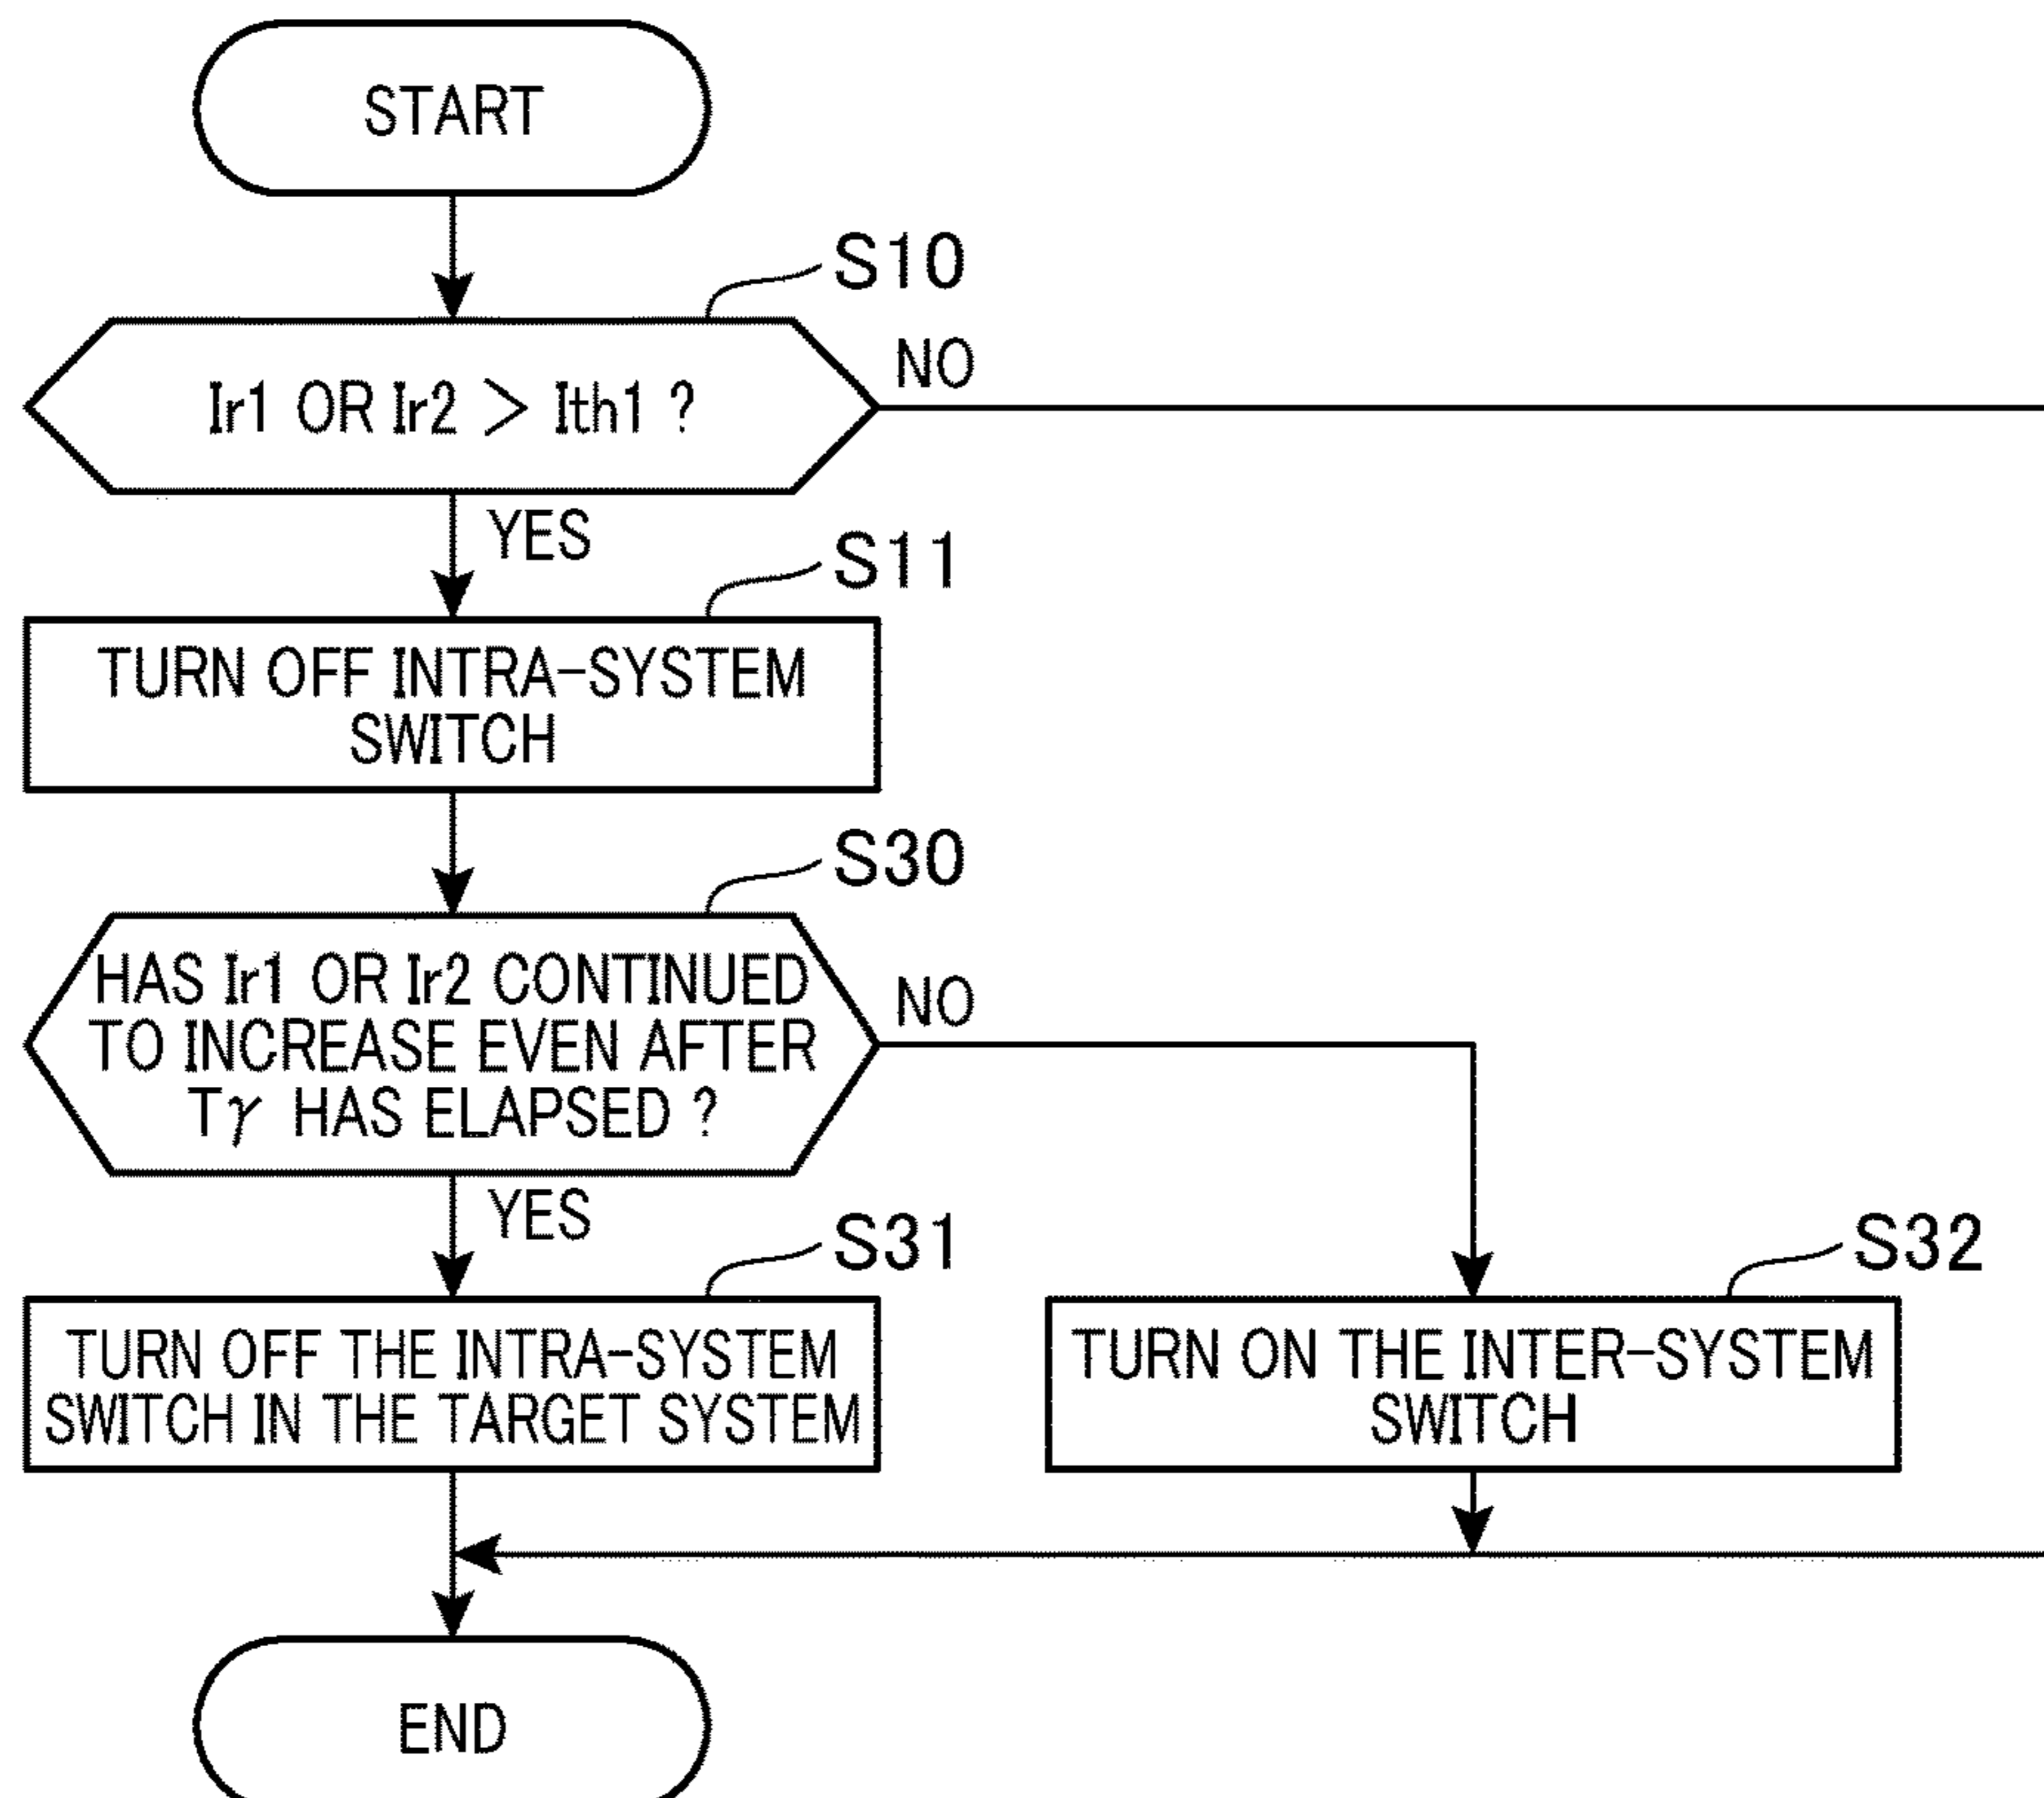 START
S10
Ir1 OR Ir2 > Ith1 ?
NO
YES
S11
TURN OFF INTRA-SYSTEM
SWITCH
S30
HAS Ir1 OR Ir2 CONTINUED
TO INCREASE EVEN AFTER
Tγ HAS ELAPSED ?
NO
YES
S31
TURN OFF THE INTRA-SYSTEM
SWITCH IN THE TARGET SYSTEM
S32
TURN ON THE INTER-SYSTEM
SWITCH
END